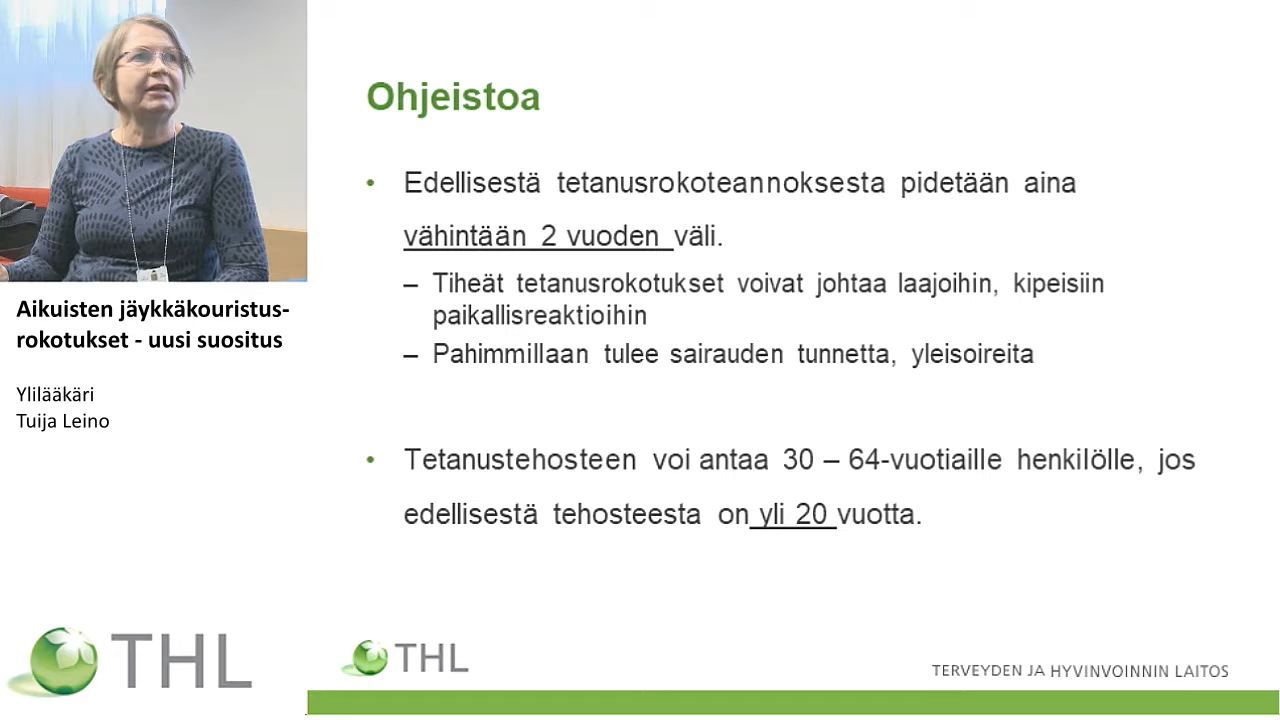 Aikuisten jäykkäkouristus-
rokotukset - uusi suositus
Ylilääkäri
Tuija Leino
THL
Ohjeistoa
• Edellisestä tetanusrokoteannoksesta pidetään aina
vähintään 2 vuoden väli.
– Tiheät tetanusrokotukset voivat johtaa laajoihin, kipeisiin
paikallisreaktioihin
– Pahimmillaan tulee sairauden tunnetta, yleisoireita
• Tetanustehosteen voi antaa 30 – 64-vuotiaille henkilölle, jos
edellisestä tehosteesta on yli 20 vuotta.
THL
TERVEYDEN JA HYVINVOINNIN LAITOS